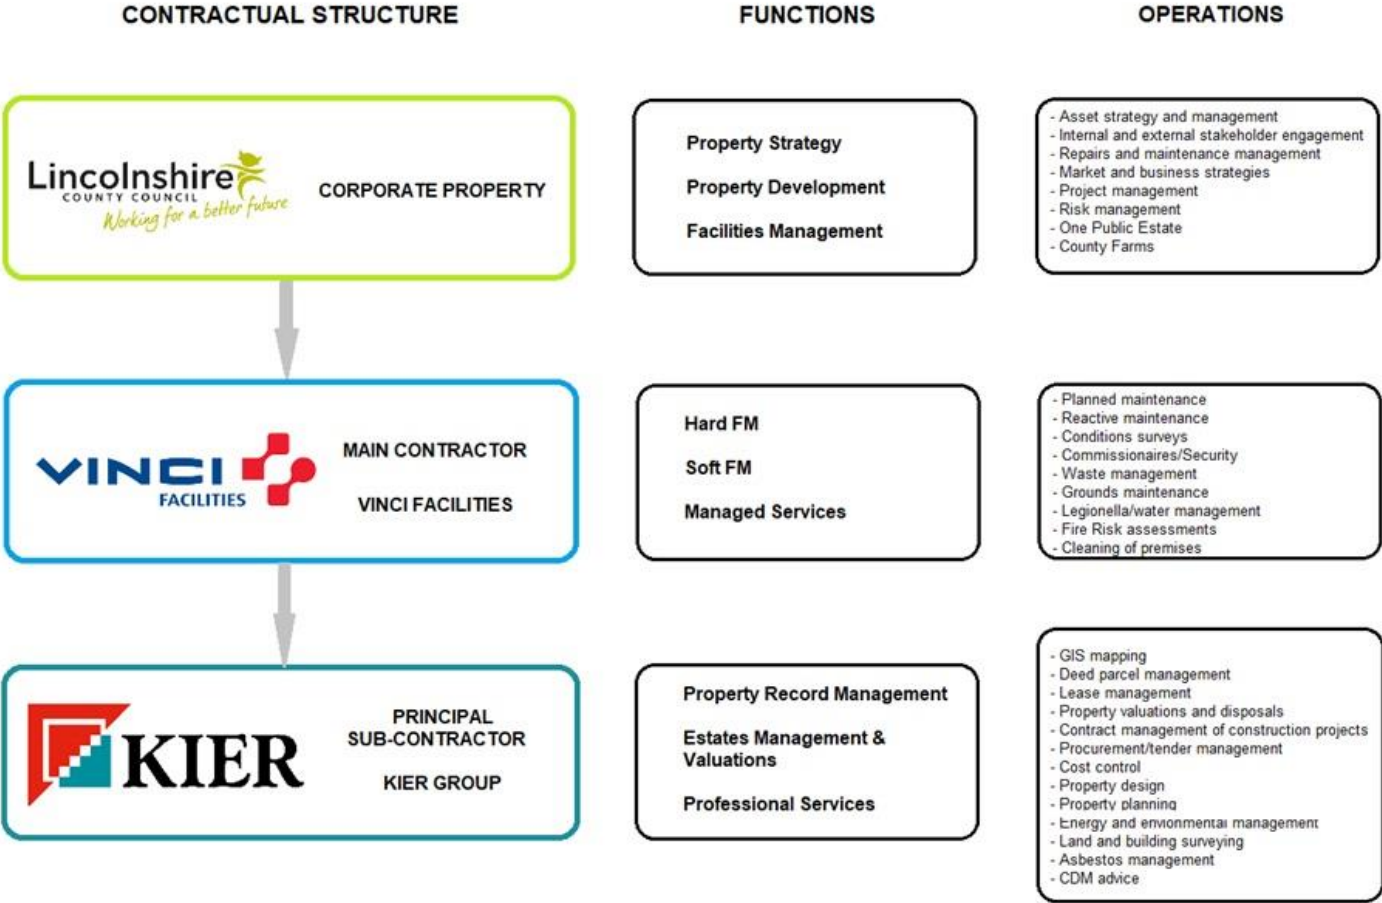 CONTRACTUAL STRUCTURE
FUNCTIONS
OPERATIONS
Lincolnshire
COUNTY COUNCIL
Working for a better future
CORPORATE PROPERTY
Property Strategy
Property Development
Facilities Management
- Asset strategy and management
- Internal and external stakeholder engagement
- Repairs and maintenance management
- Market and business strategies
- Project management
- Risk management
- One Public Estate
- County Farms
VINCI
FACILITIES
MAIN CONTRACTOR
VINCI FACILITIES
Hard FM
Soft FM
Managed Services
- Planned maintenance
- Reactive maintenance
- Conditions surveys
- Commissionaires/Security
- Waste management
- Grounds maintenance
- Legionella/water management
- Fire Risk assessments
- Cleaning of premises
KIER
PRINCIPAL
SUB-CONTRACTOR
KIER GROUP
Property Record Management
Estates Management &
Valuations
Professional Services
- GIS mapping
- Deed parcel management
- Lease management
- Property valuations and disposals
- Contract management of construction projects
- Procurement/tender management
- Cost control
- Property design
- Property planning
- Energy and envionmental management
- Land and building surveying
- Asbestos management
- CDM advice